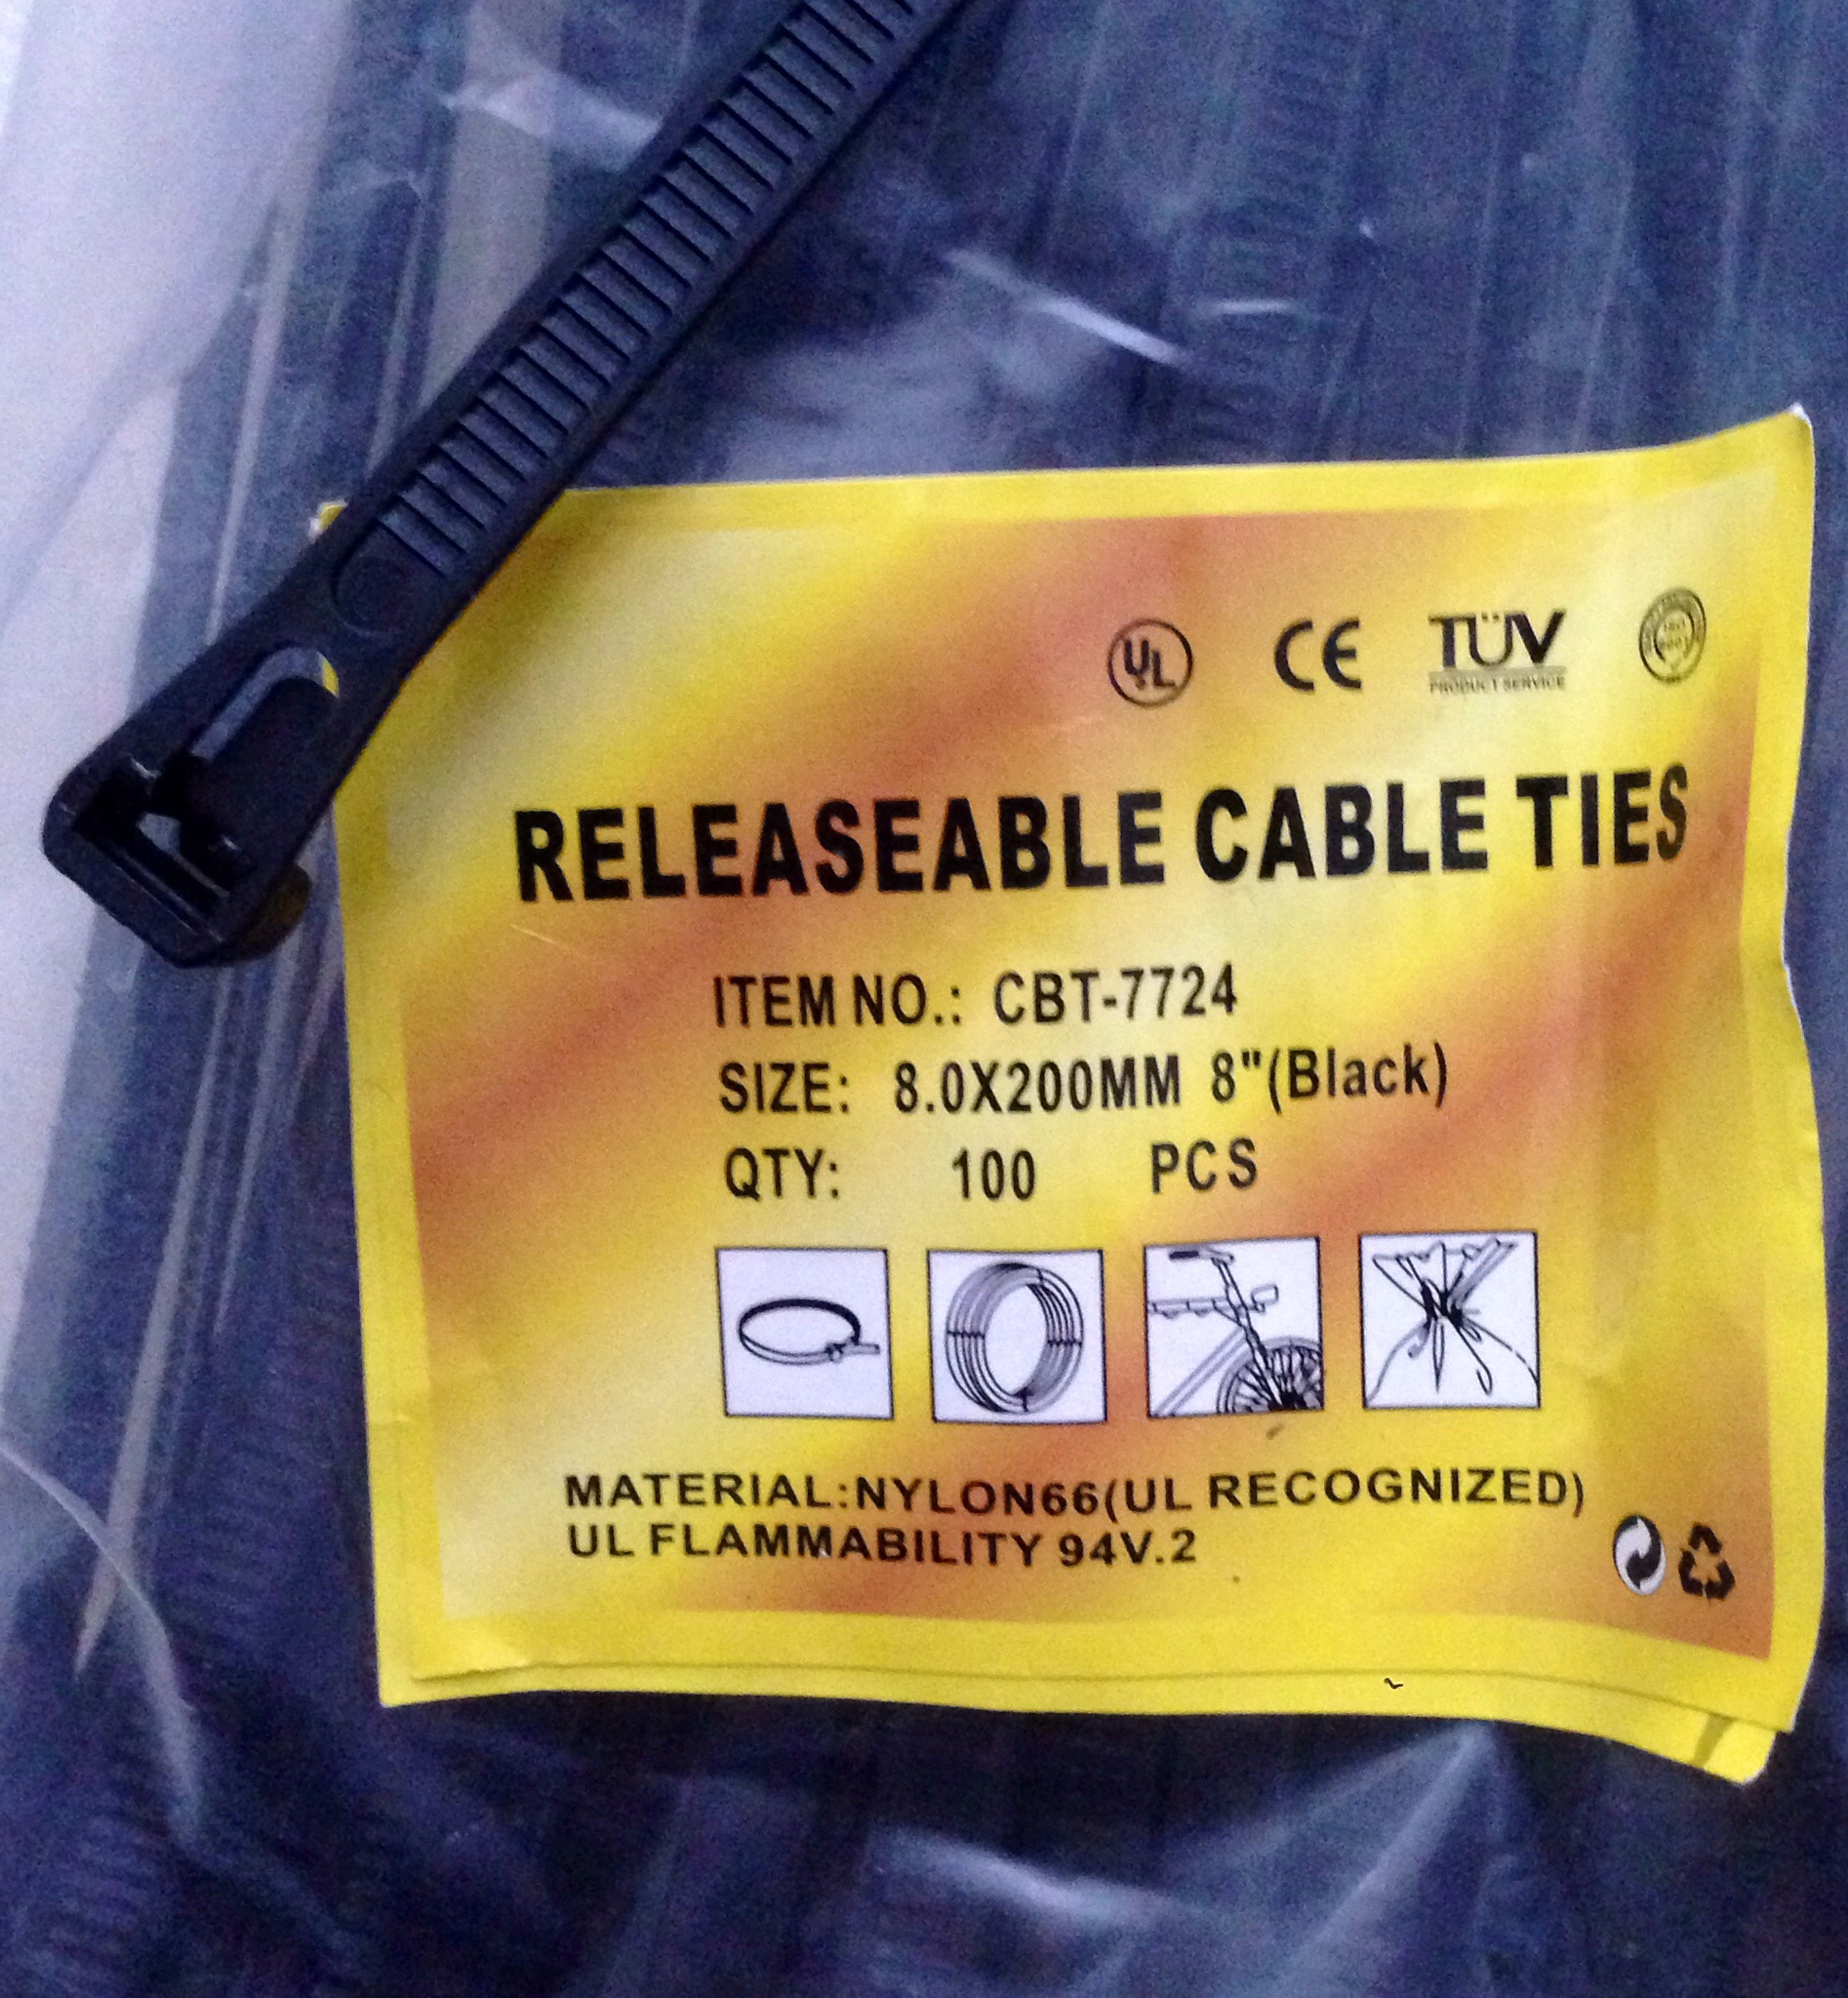 UL CE TÜV
PRODUCT SERVICE
ISO
RELEASEABLE CABLE TIES
ITEM NO.: CBT-7724
SIZE: 8.0X200MM 8"(Black)
QTY: 100 PCS
MATERIAL:NYLON66(UL RECOGNIZED)
UL FLAMMABILITY 94V.2